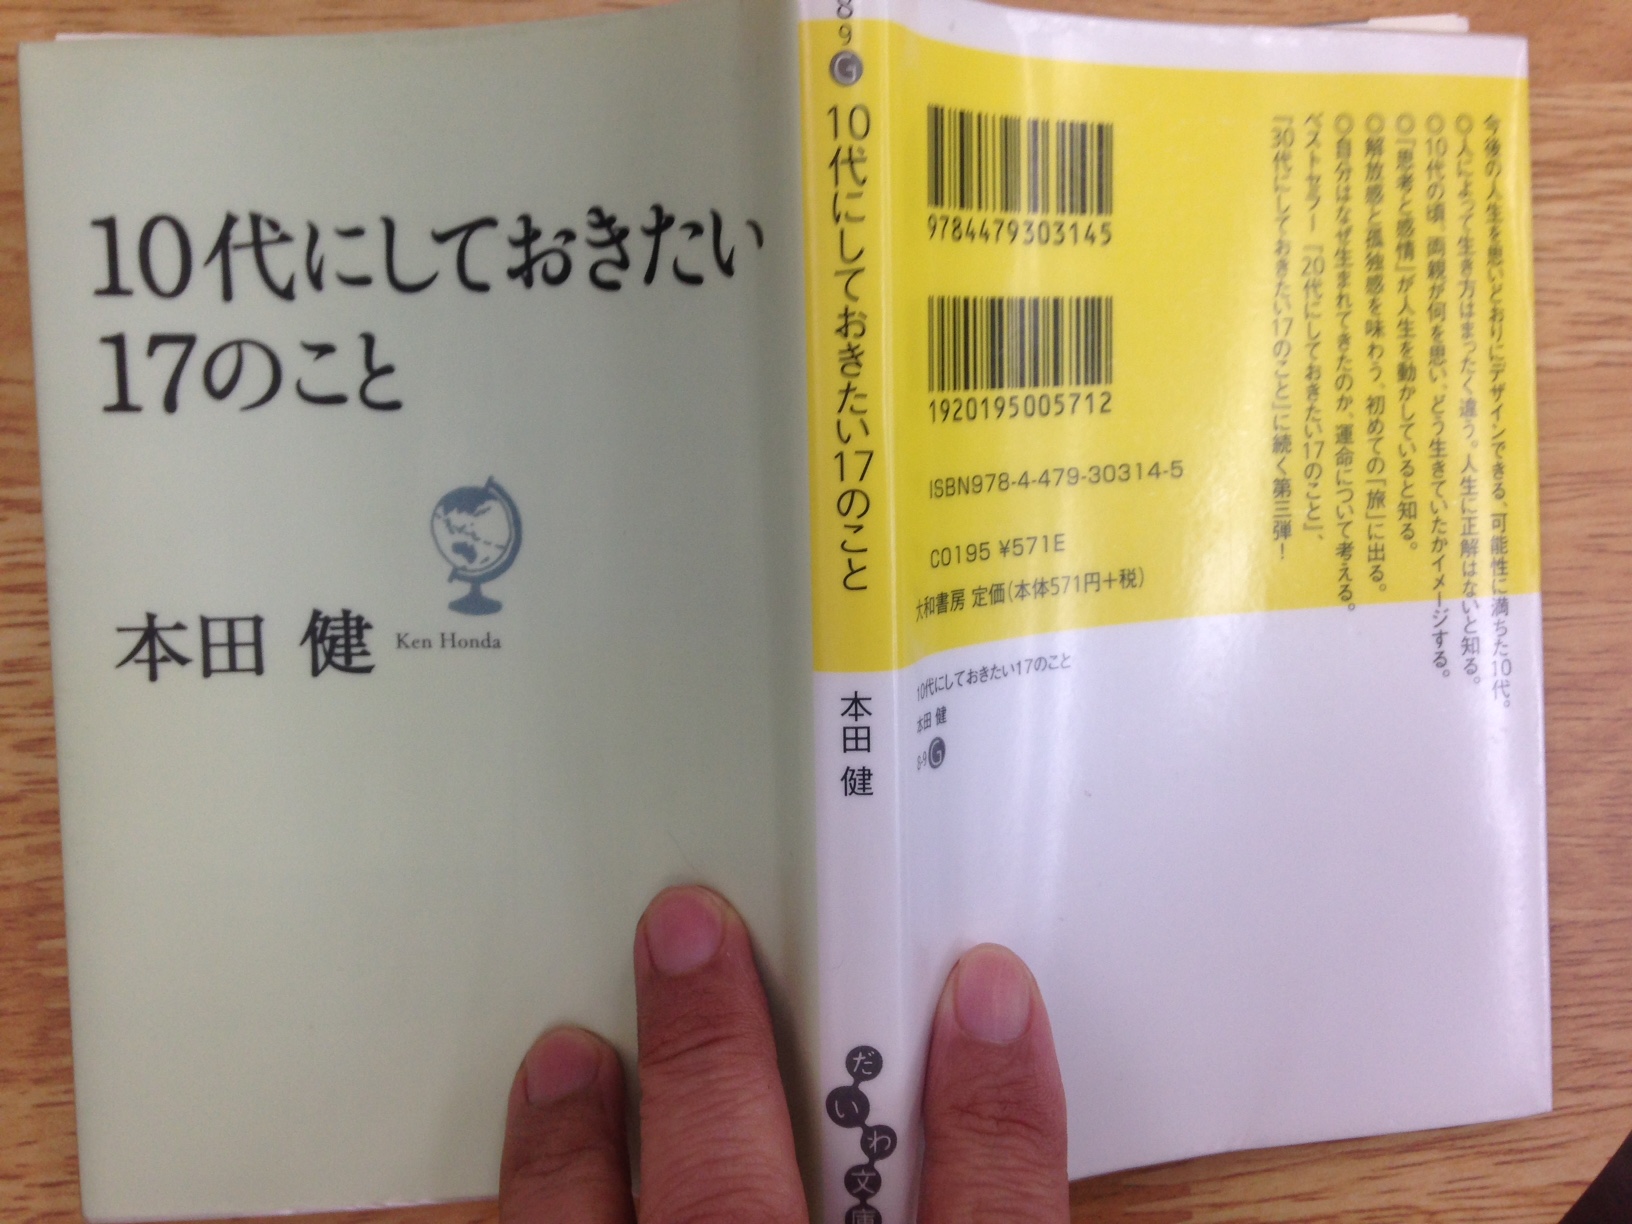 10代にしておきたい
17のこと
本田 健
Ken Honda
8
9
G
10代にしておきたい17のこと
本田 健
だいわ文庫
9784479303145
1920195005712
ISBN978-4-479-30314-5
C0195 ¥571E
大和書房 定価(本体571円+税)
10代にしておきたい17のこと
本田 健
8-9 G
今後の人生を思いどおりにデザインできる、可能性に満ちた10代。
◎人によって生き方はまったく違う。人生に正解はないと知る。
◎10代の頃、両親が何を思い、どう生きていたかイメージする。
◎「思考と感情」が人生を動かしていると知る。
◎解放感と孤独感を味わう、初めての「旅」に出る。
◎自分はなぜ生まれてきたのか、運命について考える。
ベストセラー『20代にしておきたい17のこと』、
『30代にしておきたい17のこと』に続く第三弾!